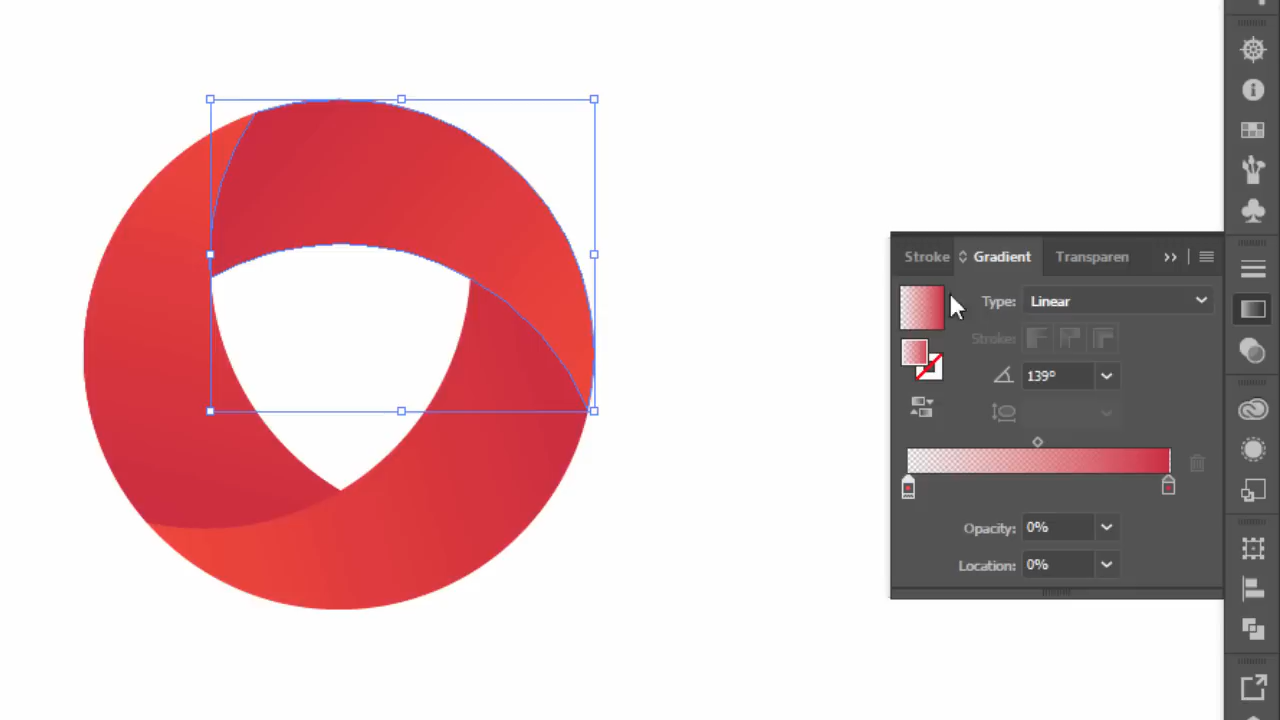 Stroke Gradient Transparen
Type: Linear
Stroke:
139°
Opacity: 0%
Location: 0%